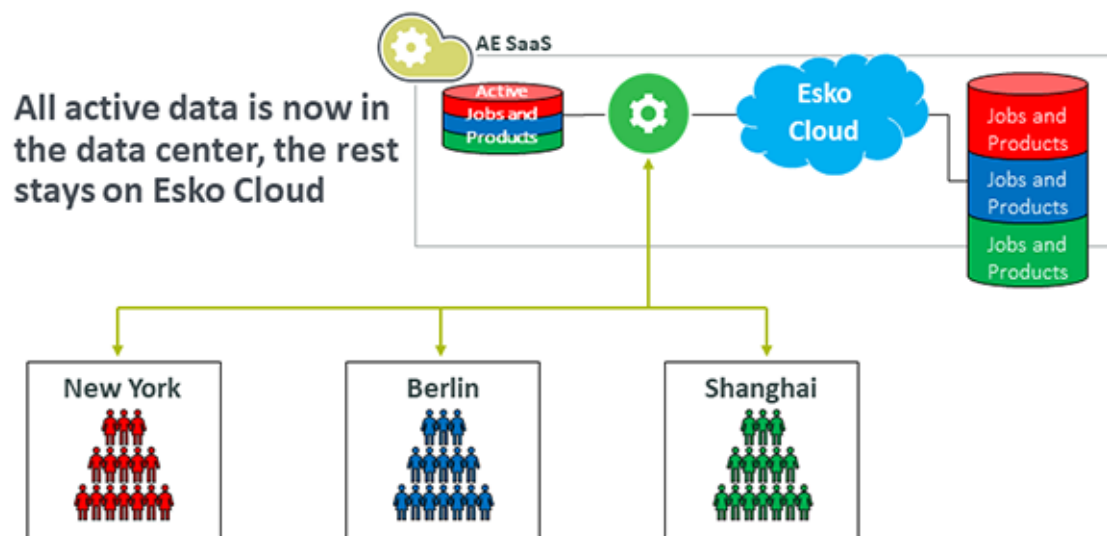 AE SaaS
All active data is now in
the data center, the rest
stays on Esko Cloud
Active
Jobs and
Products
Esko
Cloud
Jobs and
Products
Jobs and
Products
Jobs and
Products
New York
Berlin
Shanghai